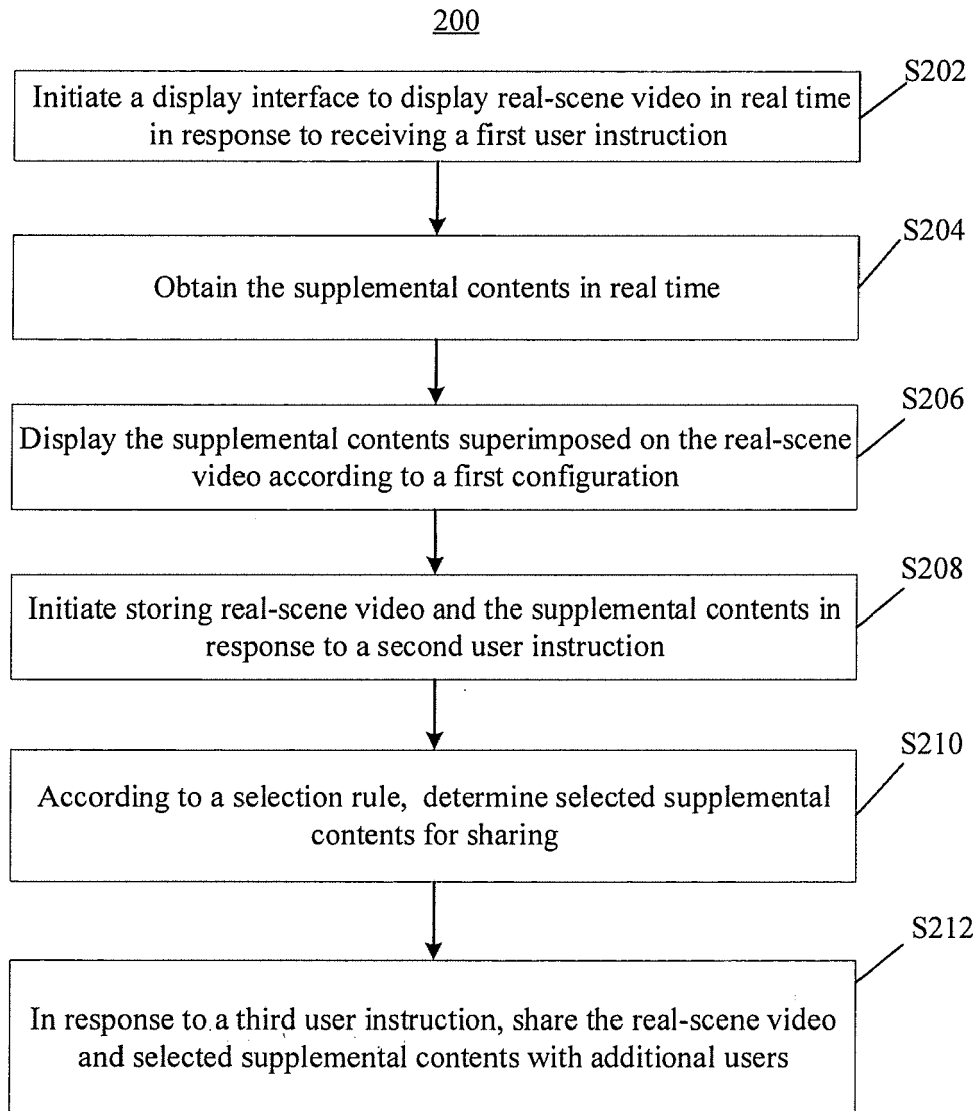 200
S202
Initiate a display interface to display real-scene video in real time
in response to receiving a first user instruction
S204
Obtain the supplemental contents in real time
S206
Display the supplemental contents superimposed on the real-scene
video according to a first configuration
S208
Initiate storing real-scene video and the supplemental contents in
response to a second user instruction
S210
According to a selection rule, determine selected supplemental
contents for sharing
S212
In response to a third user instruction, share the real-scene video
and selected supplemental contents with additional users